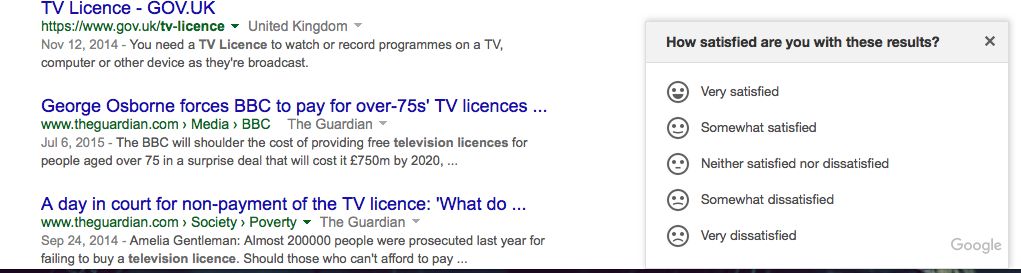 TV Licence - GOV.UK
https://www.gov.uk/tv-licence United Kingdom
Nov 12, 2014 - You need a TV Licence to watch or record programmes on a TV,
computer or other device as they're broadcast.
George Osborne forces BBC to pay for over-75s' TV licences ...
www.theguardian.com › Media › BBC The Guardian
Jul 6, 2015 - The BBC will shoulder the cost of providing free television licences for
people aged over 75 in a surprise deal that will cost it £750m by 2020, ...
A day in court for non-payment of the TV licence: 'What do ...
www.theguardian.com › Society › Poverty The Guardian
Sep 24, 2014 - Amelia Gentleman: Almost 200000 people were prosecuted last year for
failing to buy a television licence. Should those who can't afford to pay ...
How satisfied are you with these results? ×
Very satisfied
Somewhat satisfied
Neither satisfied nor dissatisfied
Somewhat dissatisfied
Very dissatisfied
Google